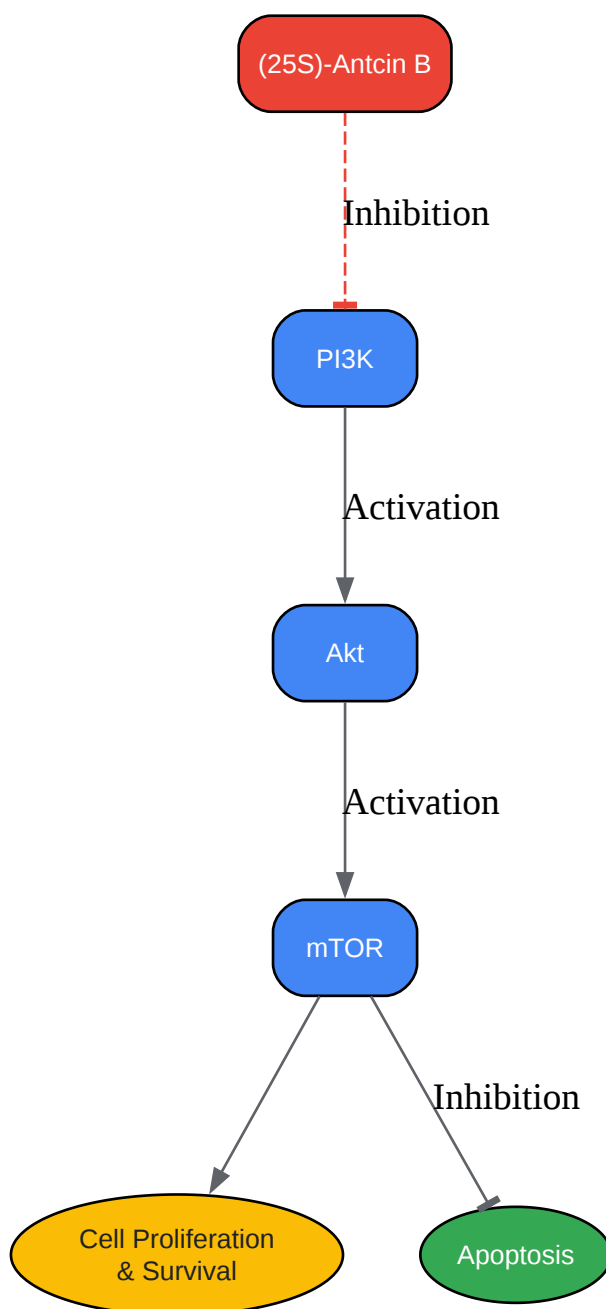 (25S)-Antcin B
Inhibition
PI3K
Activation
Akt
Activation
mTOR
Inhibition
Cell Proliferation
& Survival
Apoptosis